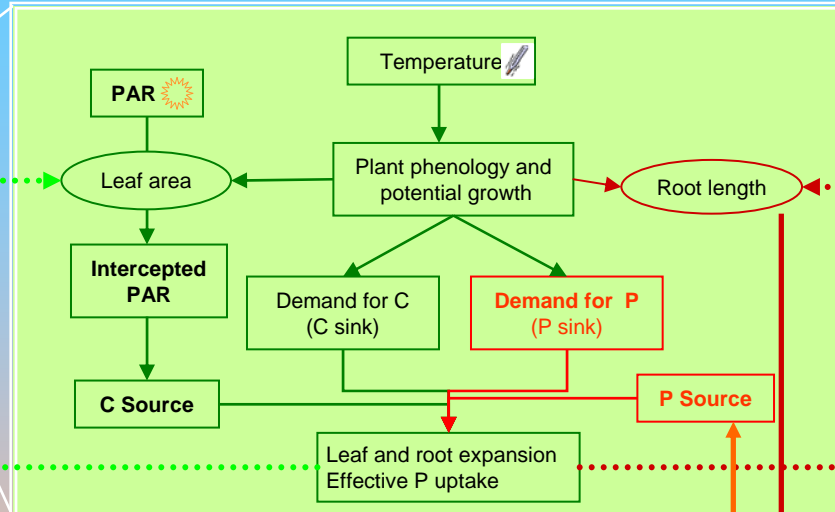 Temperature
PAR
Plant phenology and
potential growth
Leaf area
Root length
Intercepted
PAR
Demand for C
(C sink)
Demand for P
(P sink)
C Source
P Source
Leaf and root expansion
Effective P uptake